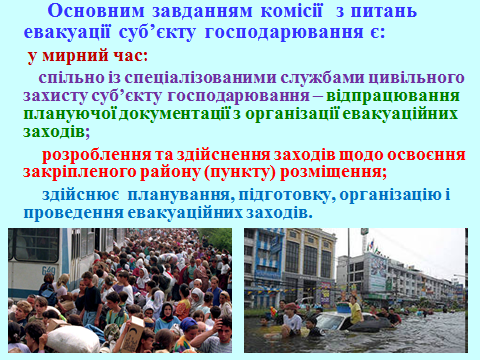 Основним завданням комісії з питань
евакуації суб’єкту господарювання є:
у мирний час:
спільно із спеціалізованими службами цивільного
захисту суб’єкту господарювання – відпрацювання
плануючої документації з організації евакуаційних
заходів;
розроблення та здійснення заходів щодо освоєння
закріпленого району (пункту) розміщення;
здійснює планування, підготовку, організацію і
проведення евакуаційних заходів.